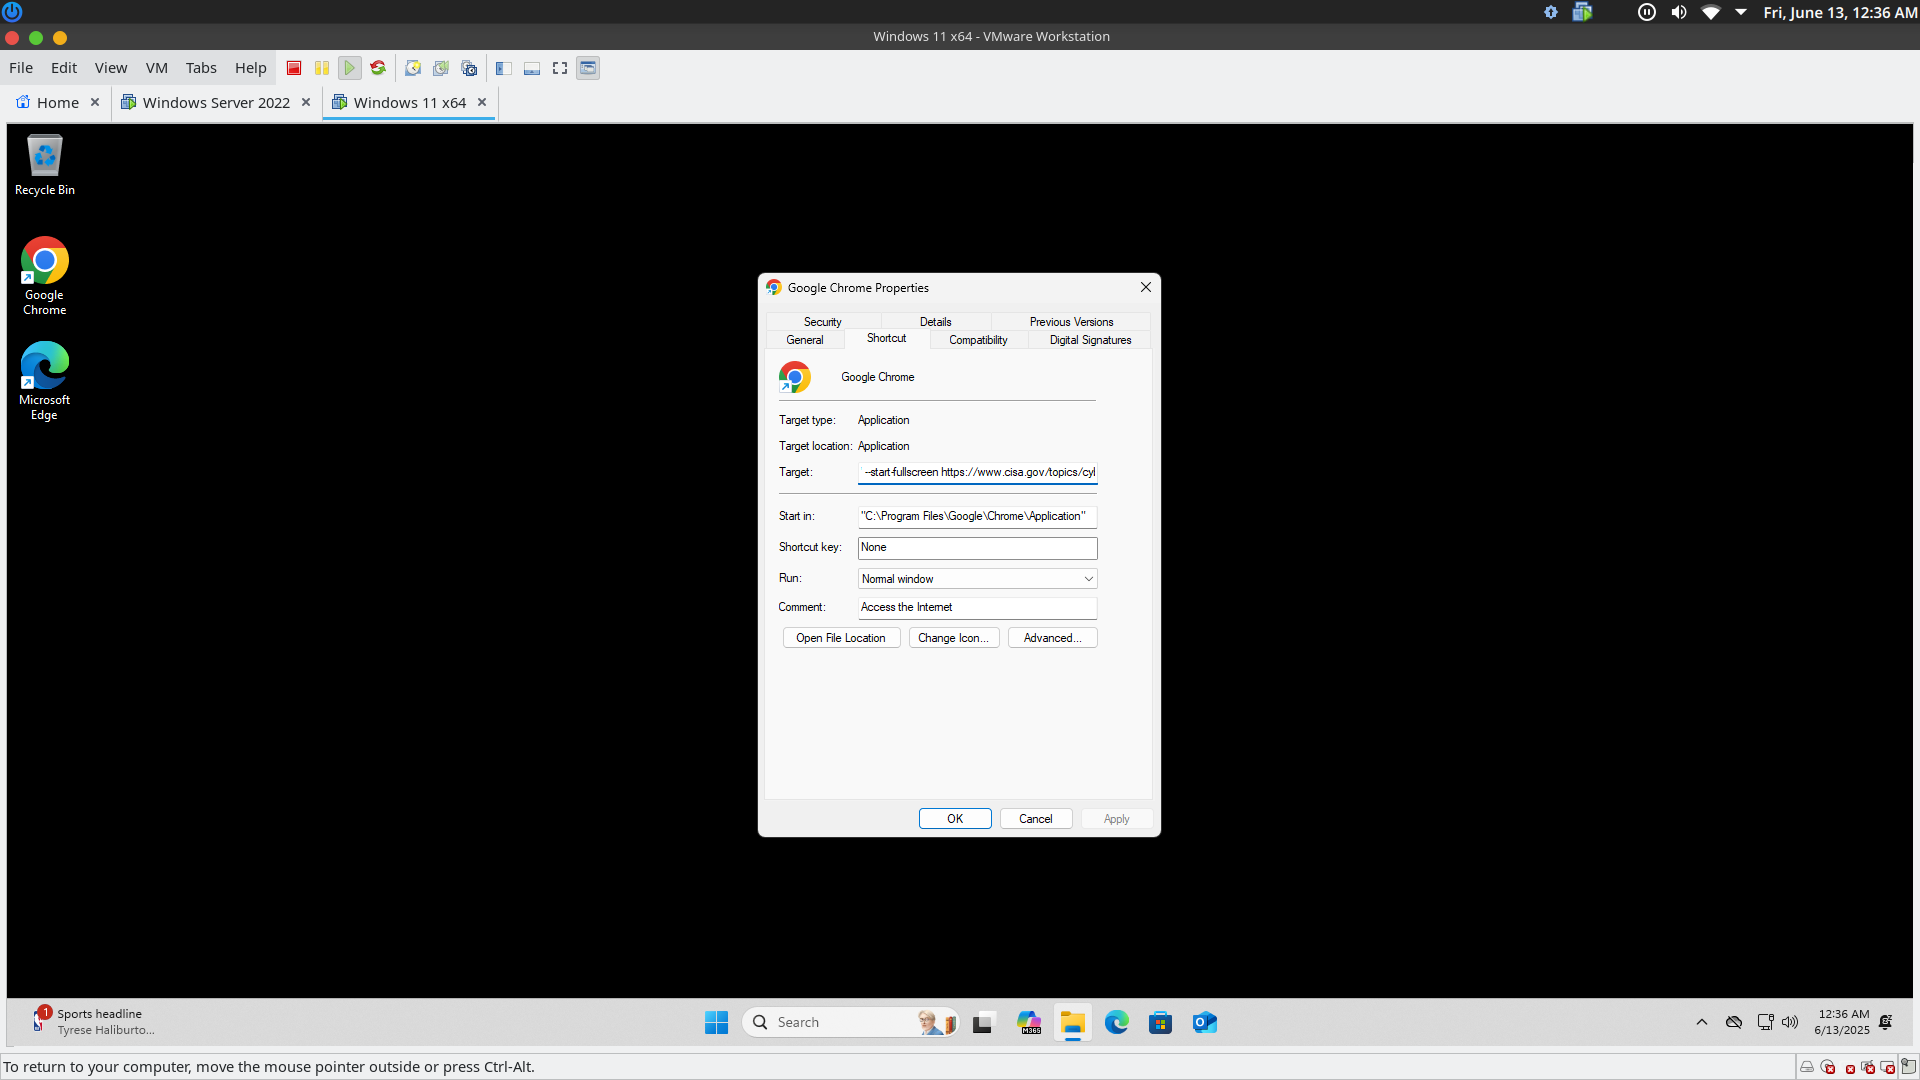 Fri, June 13, 12:36 AM
Windows 11 x64 - VMware Workstation
File Edit View VM Tabs Help
Home Windows Server 2022 Windows 11 x64
Recycle Bin
Google
Chrome
Microsoft
Edge
Google Chrome Properties
Security Details Previous Versions
General Shortcut Compatibility Digital Signatures
Google Chrome
Target type: Application
Target location: Application
Target: --start-fullscreen https://www.cisa.gov/topics/cyl
Start in: "C:\Program Files\Google\Chrome\Application"
Shortcut key: None
Run: Normal window
Comment: Access the Internet
Open File Location Change Icon... Advanced...
OK Cancel Apply
1 Sports headline
Tyrese Haliburto...
Search
M365
12:36 AM
6/13/2025
To return to your computer, move the mouse pointer outside or press Ctrl-Alt.